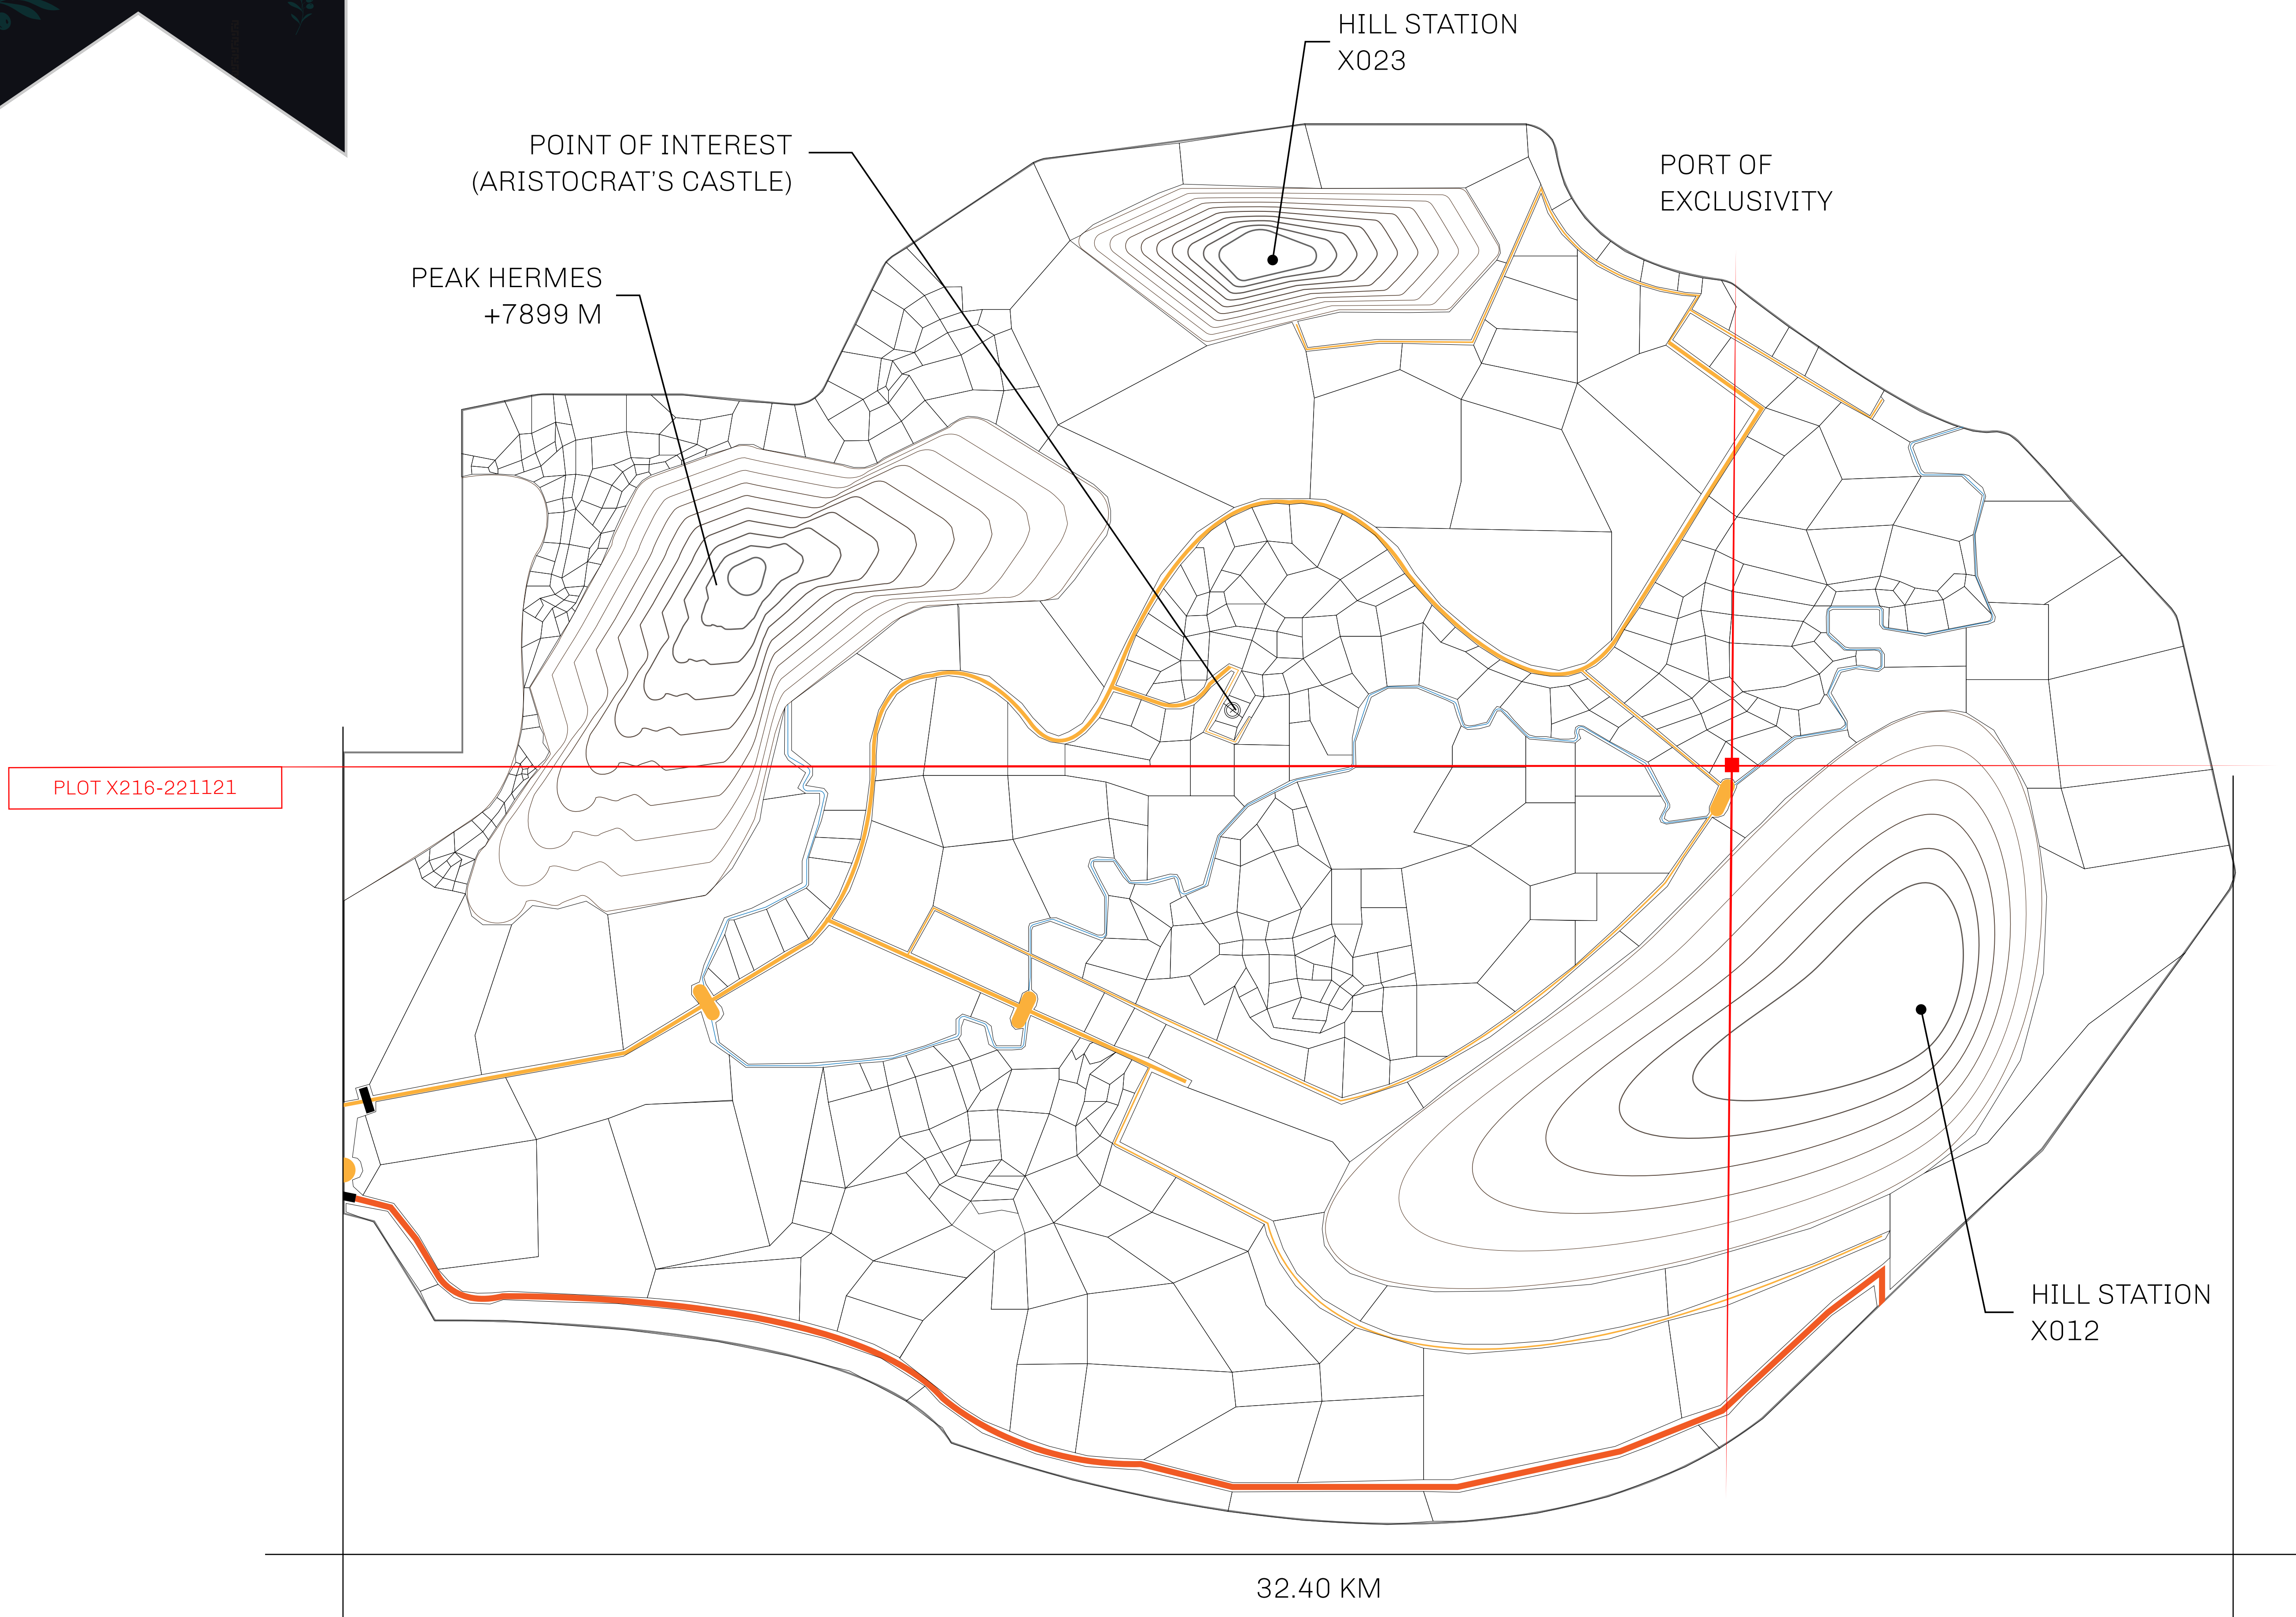 HILL STATION
X023
POINT OF INTEREST
(ARISTOCRAT'S CASTLE)
PORT OF
EXCLUSIVITY
PEAK HERMES
+7899 M
PLOT X216-221121
HILL STATION
X012
32.40 KM